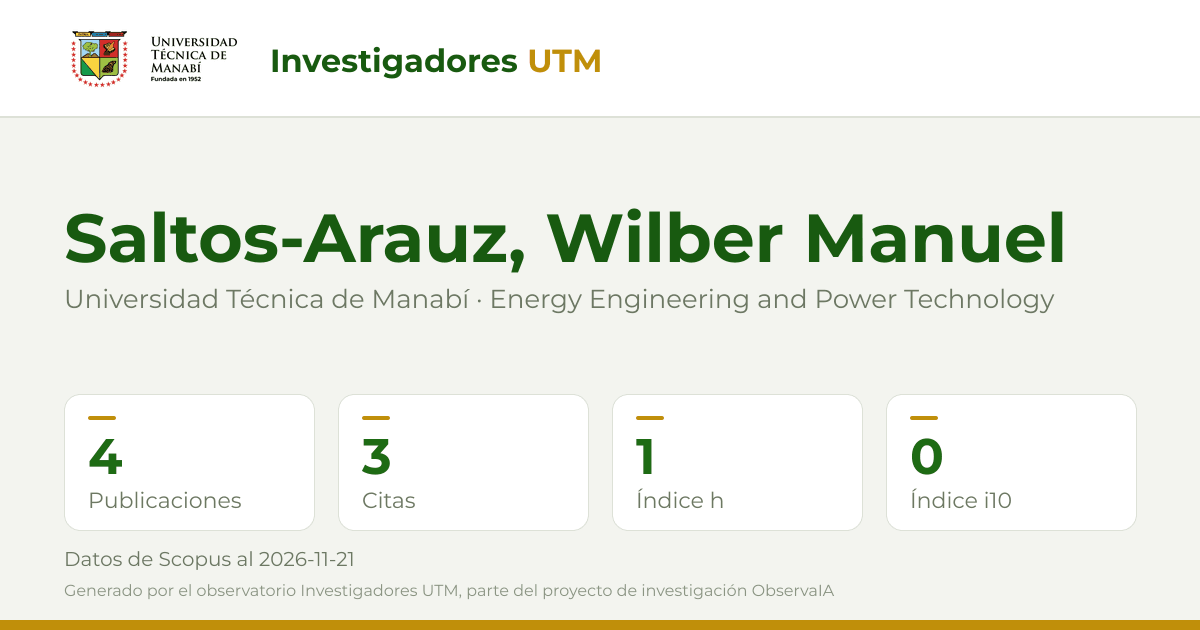 UNIVERSIDAD
TÉCNICA DE
MANABÍ
Fundada en 1952
Investigadores UTM
Saltos-Arauz, Wilber Manuel
Universidad Técnica de Manabí · Energy Engineering and Power Technology
4
Publicaciones
3
Citas
1
Índice h
0
Índice i10
Datos de Scopus al 2026-11-21
Generado por el observatorio Investigadores UTM, parte del proyecto de investigación ObservaIA